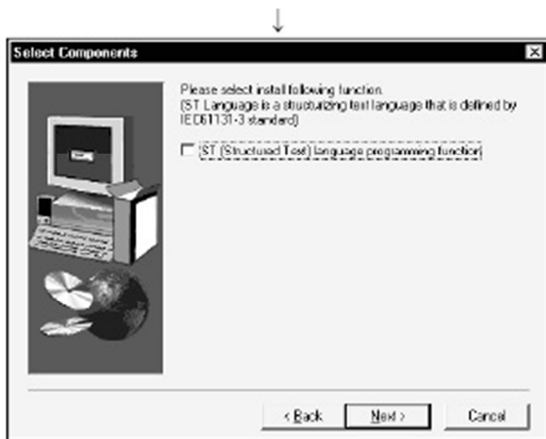 Select Components
Please select install following function.
(ST Language is a structurizing text language that is defined by
IEC61131-3 standard)
ST (Structured Text) language programming function
< Back
Next >
Cancel